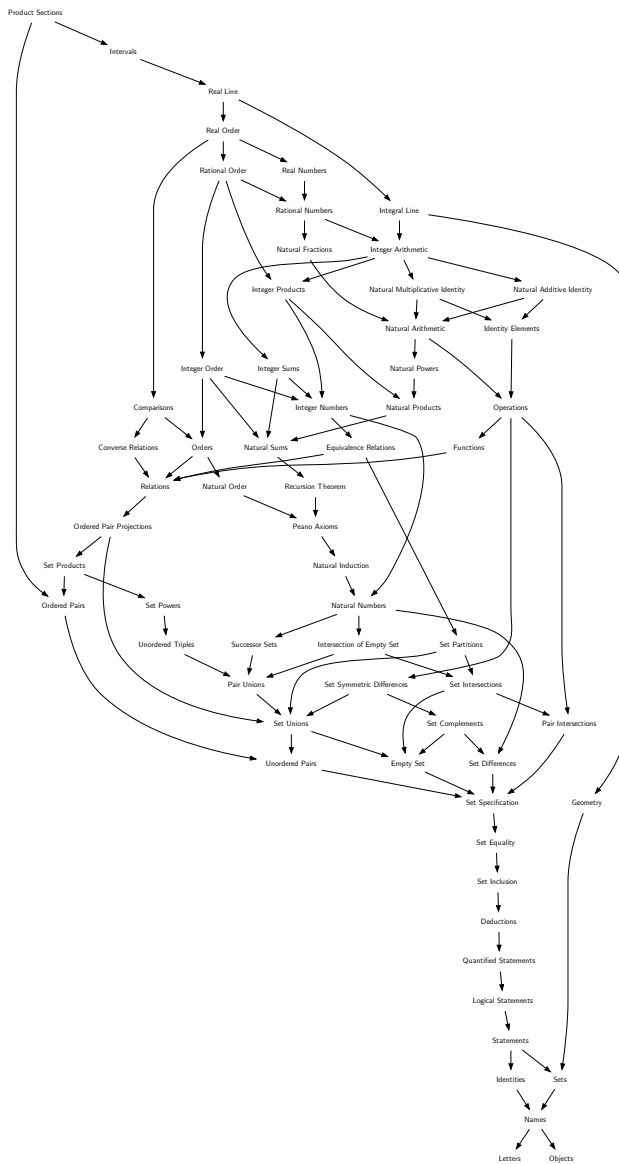 Product Sections
Intervals
Real Line
Real Order
Rational Order
Real Numbers
Rational Numbers
Integral Line
Natural Fractions
Integer Arithmetic
Integer Products
Natural Multiplicative Identity
Natural Additive Identity
Natural Arithmetic
Identity Elements
Integer Order
Integer Sums
Natural Powers
Comparisons
Integer Numbers
Natural Products
Operations
Converse Relations
Orders
Natural Sums
Equivalence Relations
Functions
Relations
Natural Order
Recursion Theorem
Ordered Pair Projections
Peano Axioms
Set Products
Natural Induction
Ordered Pairs
Set Powers
Natural Numbers
Unordered Triples
Successor Sets
Intersection of Empty Set
Set Partitions
Pair Unions
Set Symmetric Differences
Set Intersections
Set Unions
Set Complements
Pair Intersections
Unordered Pairs
Empty Set
Set Differences
Set Specification
Geometry
Set Equality
Set Inclusion
Deductions
Quantified Statements
Logical Statements
Statements
Identities
Sets
Names
Letters
Objects